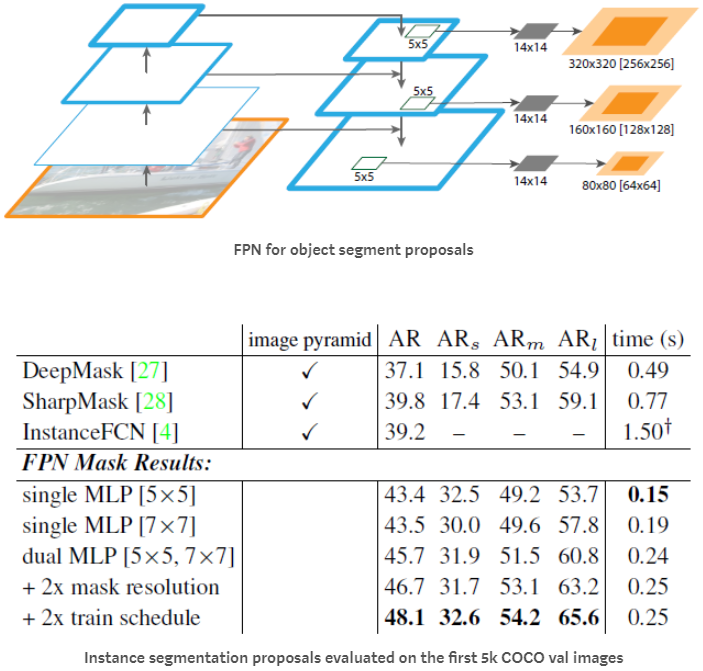 5x5
14x14
320x320 [256x256]
5x5
14x14
160x160 [128x128]
5x5
14x14
80x80 [64x64]
FPN for object segment proposals
image pyramid AR ARs ARm ARl time (s)
DeepMask [27] ✓ 37.1 15.8 50.1 54.9 0.49
SharpMask [28] ✓ 39.8 17.4 53.1 59.1 0.77
InstanceFCN [4] ✓ 39.2 – – – 1.50†
FPN Mask Results:
single MLP [5×5] 43.4 32.5 49.2 53.7 0.15
single MLP [7×7] 43.5 30.0 49.6 57.8 0.19
dual MLP [5×5, 7×7] 45.7 31.9 51.5 60.8 0.24
+ 2x mask resolution 46.7 31.7 53.1 63.2 0.25
+ 2x train schedule 48.1 32.6 54.2 65.6 0.25
Instance segmentation proposals evaluated on the first 5k COCO val images